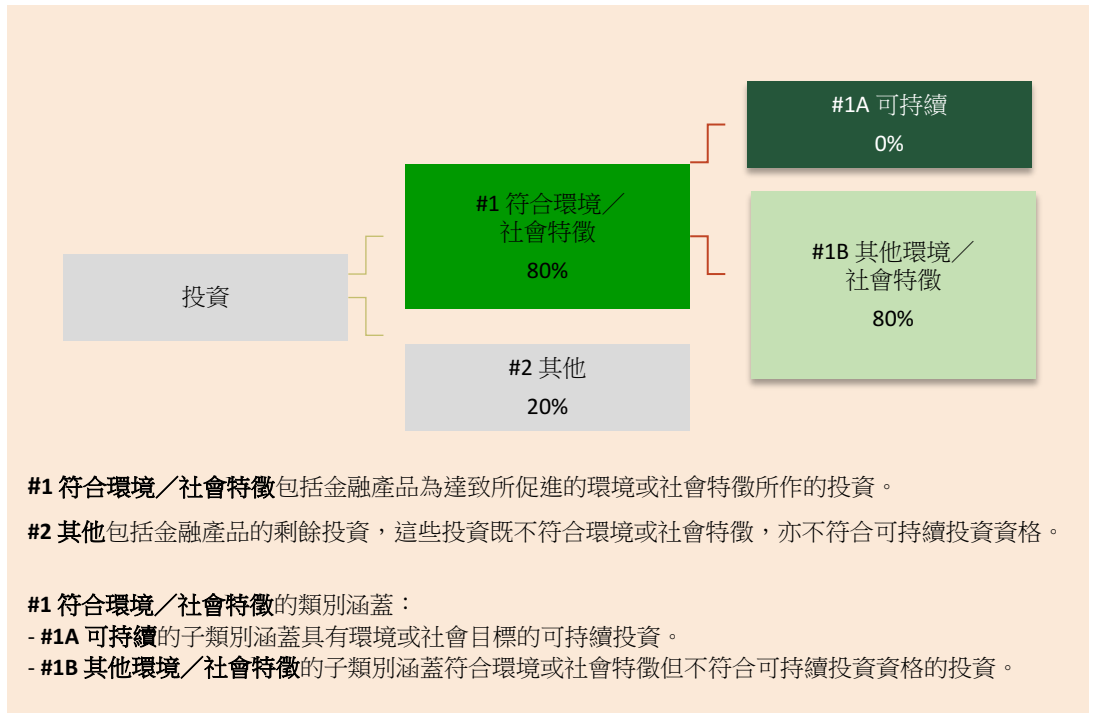 #1A 可持續
0%
#1 符合環境／
社會特徵
80%
#1B 其他環境／
社會特徵
80%
投資
#2 其他
20%
#1 符合環境／社會特徵包括金融產品為達致所促進的環境或社會特徵所作的投資。
#2 其他包括金融產品的剩餘投資，這些投資既不符合環境或社會特徵，亦不符合可持續投資資格。
#1 符合環境／社會特徵的類別涵蓋：
- #1A 可持續的子類別涵蓋具有環境或社會目標的可持續投資。
- #1B 其他環境／社會特徵的子類別涵蓋符合環境或社會特徵但不符合可持續投資資格的投資。